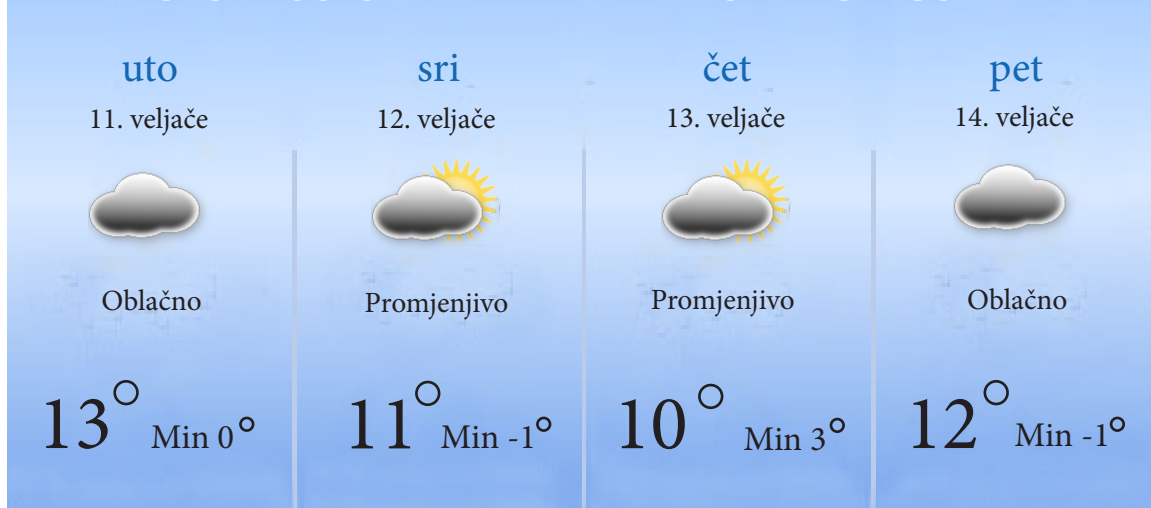 uto
11. veljače
Oblačno
13° Min 0°
sri
12. veljače
Promjenjivo
11° Min -1°
čet
13. veljače
Promjenjivo
10° Min 3°
pet
14. veljače
Oblačno
12° Min -1°